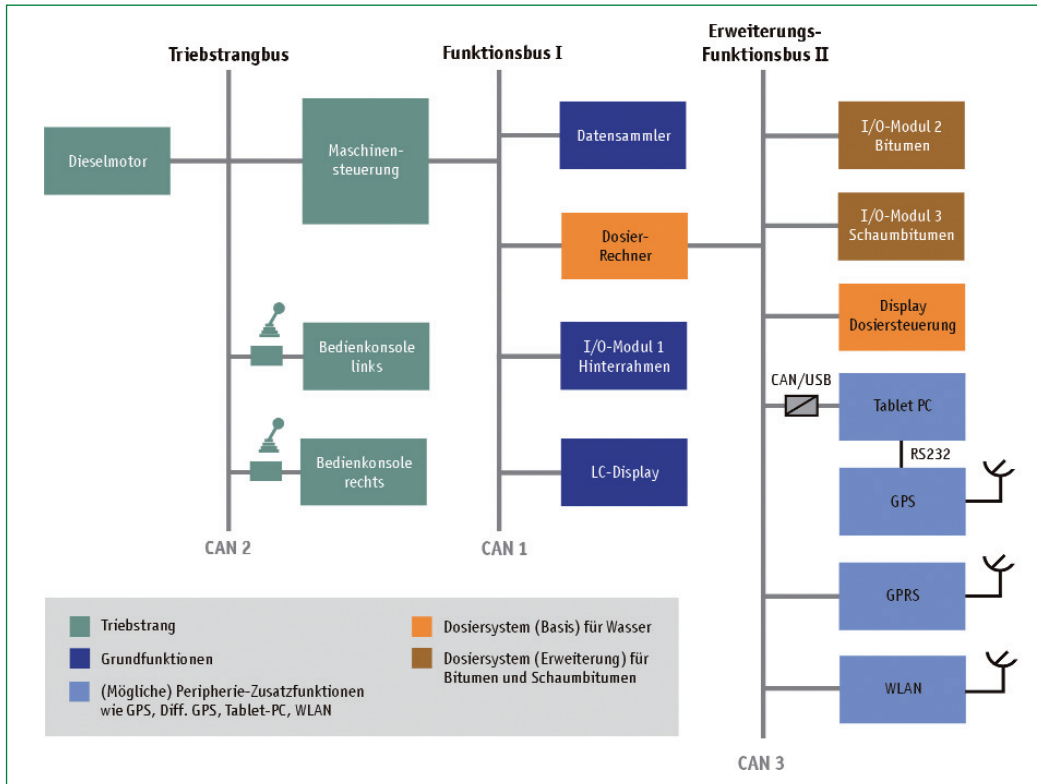 Triebstrangbus
Funktionsbus I
Erweiterungs-
Funktionsbus II
Dieselmotor
Maschinen-
steuerung
Bedienkonsole
links
Bedienkonsole
rechts
CAN 2
Datensammler
Dosier-
Rechner
I/O-Modul 1
Hinterrahmen
LC-Display
CAN 1
I/O-Modul 2
Bitumen
I/O-Modul 3
Schaumbitumen
Display
Dosiersteuerung
CAN/USB
Tablet PC
RS232
GPS
GPRS
WLAN
CAN 3
Triebstrang
Grundfunktionen
(Mögliche) Peripherie-Zusatzfunktionen
wie GPS, Diff. GPS, Tablet-PC, WLAN
Dosiersystem (Basis) für Wasser
Dosiersystem (Erweiterung) für
Bitumen und Schaumbitumen